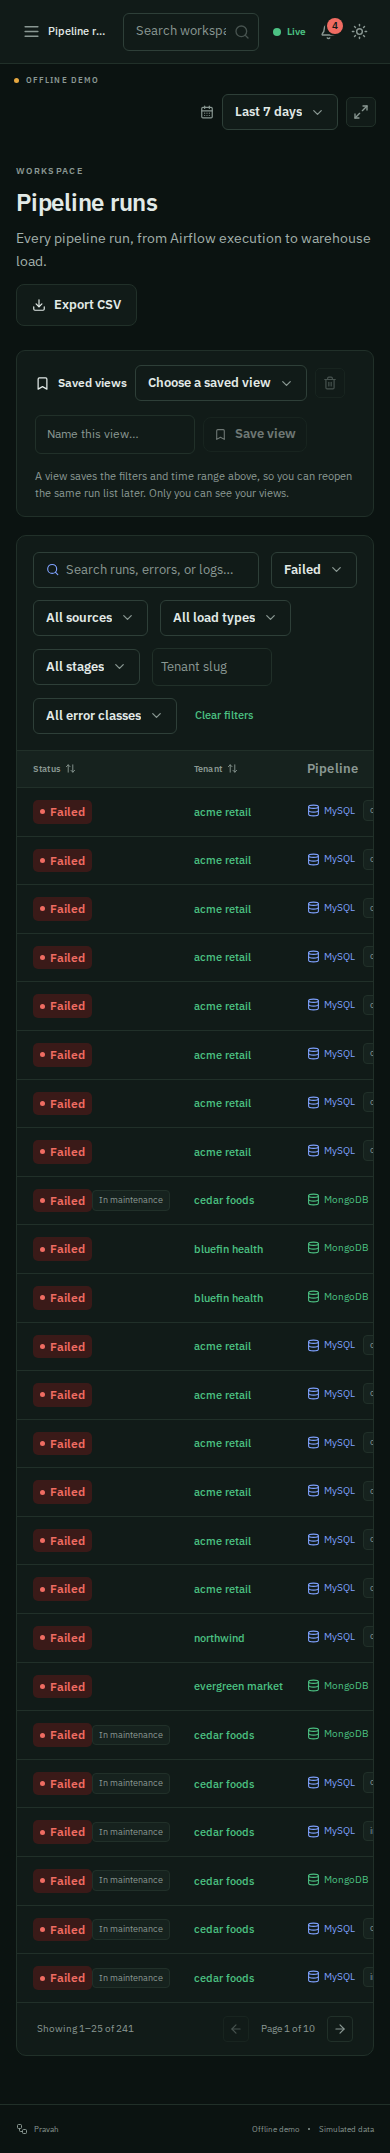 Pipeline r...
Search workspa
Live
4
OFFLINE DEMO
Last 7 days
WORKSPACE
Pipeline runs
Every pipeline run, from Airflow execution to warehouse
load.
Export CSV
Saved views
Choose a saved view
Name this view...
Save view
A view saves the filters and time range above, so you can reopen
the same run list later. Only you can see your views.
Search runs, errors, or logs...
Failed
All sources
All load types
All stages
Tenant slug
All error classes
Clear filters
Status Tenant Pipeline
Failed acme retail MySQL
Failed acme retail MySQL
Failed acme retail MySQL
Failed acme retail MySQL
Failed acme retail MySQL
Failed acme retail MySQL
Failed acme retail MySQL
Failed acme retail MySQL
Failed In maintenance cedar foods MongoDB
Failed bluefin health MongoDB
Failed bluefin health MongoDB
Failed acme retail MySQL
Failed acme retail MySQL
Failed acme retail MySQL
Failed acme retail MySQL
Failed acme retail MySQL
Failed acme retail MySQL
Failed northwind MySQL
Failed evergreen market MongoDB
Failed In maintenance cedar foods MongoDB
Failed In maintenance cedar foods MySQL
Failed In maintenance cedar foods MySQL
Failed In maintenance cedar foods MongoDB
Failed In maintenance cedar foods MySQL
Failed In maintenance cedar foods MySQL
Showing 1–25 of 241
Page 1 of 10
Pravah
Offline demo • Simulated data